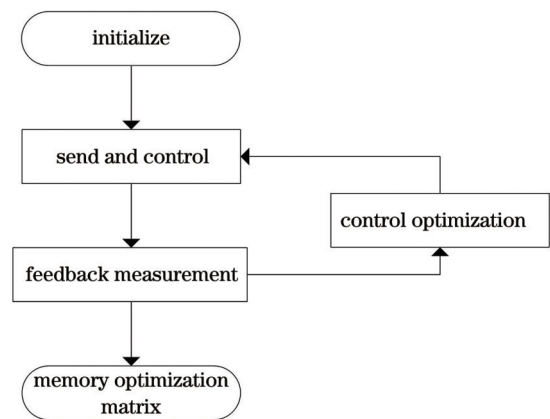 initialize
send and control
control optimization
feedback measurement
memory optimization
matrix